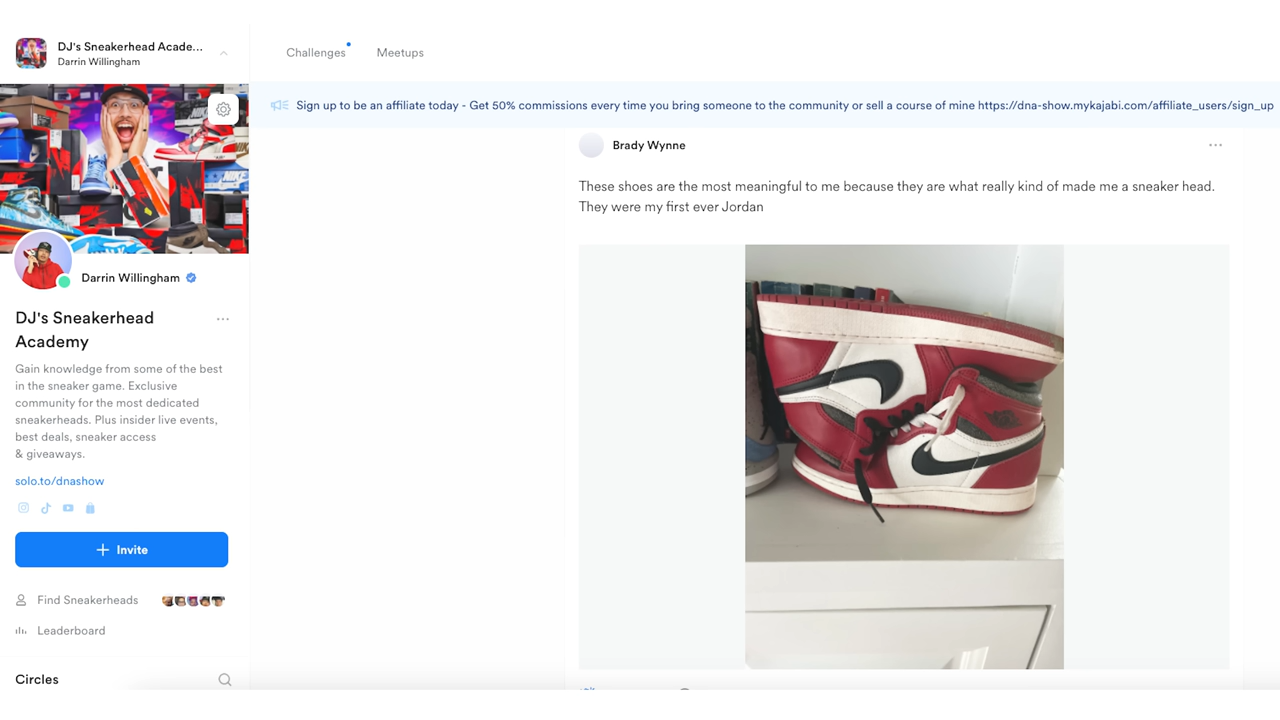 DJ's Sneakerhead Acade...
Darrin Willingham
Challenges
Meetups
Sign up to be an affiliate today - Get 50% commissions every time you bring someone to the community or sell a course of mine https://dna-show.mykajabi.com/affiliate_users/sign_up
Darrin Willingham
DJ's Sneakerhead
Academy
Gain knowledge from some of the best
in the sneaker game. Exclusive
community for the most dedicated
sneakerheads. Plus insider live events,
best deals, sneaker access
& giveaways.
solo.to/dnashow
+ Invite
Find Sneakerheads
Leaderboard
Circles
Brady Wynne
These shoes are the most meaningful to me because they are what really kind of made me a sneaker head.
They were my first ever Jordan